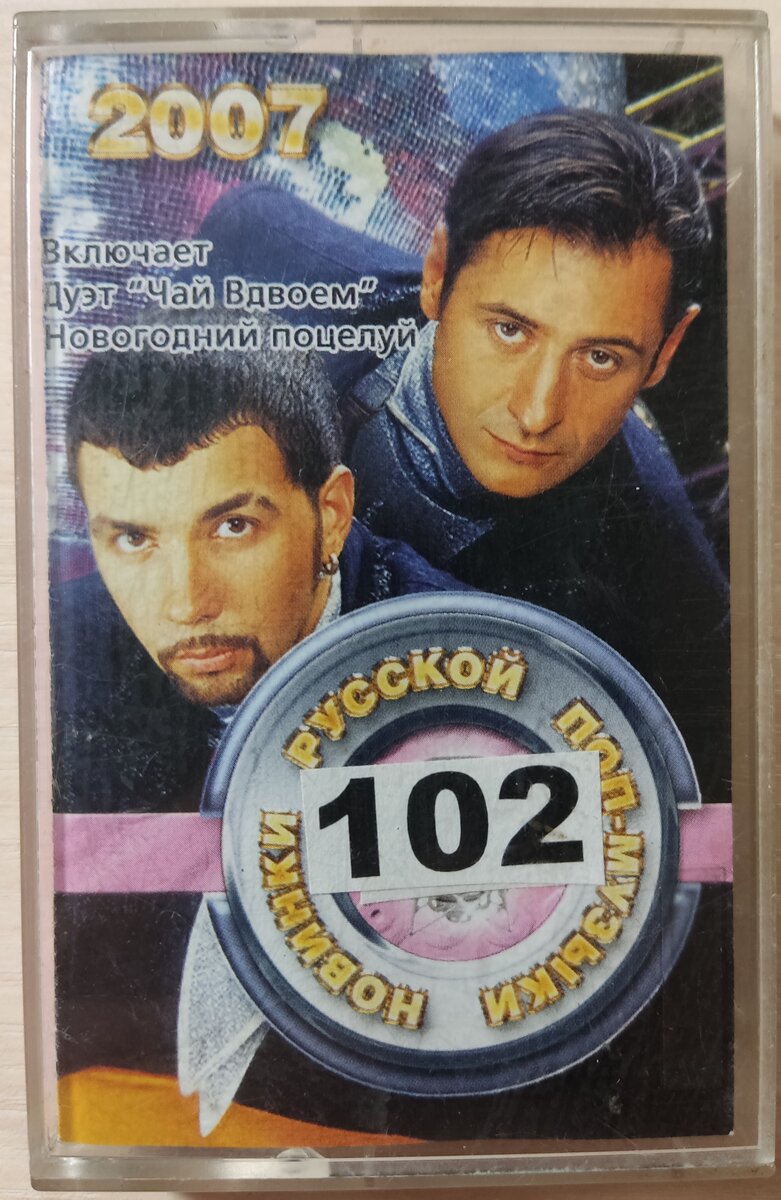 2007
Включает
Дуэт "Чай Вдвоем"
Новогодний поцелуй
НОВИНКИ РУССКОЙ ПОП-МУЗЫКИ
102